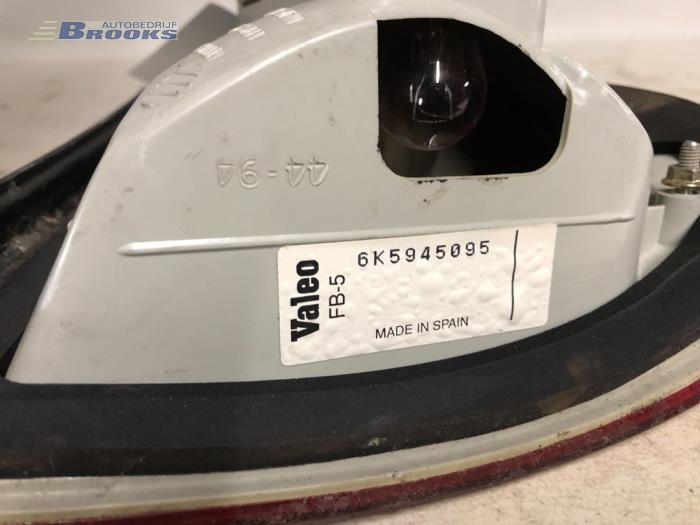 AUTOBEDRIJF
BROOKS
44-94
Valeo
FB-5
6K5945095
MADE IN SPAIN